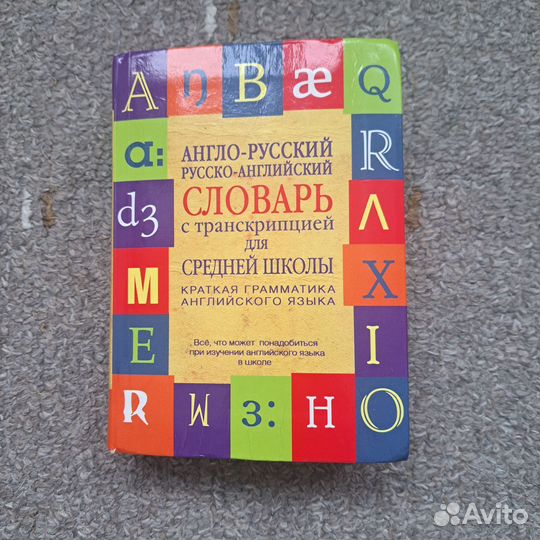 A ŋ B æ Q
ɑ: R
АНГЛО-РУССКИЙ
РУССКО-АНГЛИЙСКИЙ
СЛОВАРЬ
с транскрипцией
для
СРЕДНЕЙ ШКОЛЫ
КРАТКАЯ ГРАММАТИКА
АНГЛИЙСКОГО ЯЗЫКА
dʒ Λ
M X
Всё, что может понадобиться
при изучении английского языка
в школе
E I
R W ɜ: H O
Avito